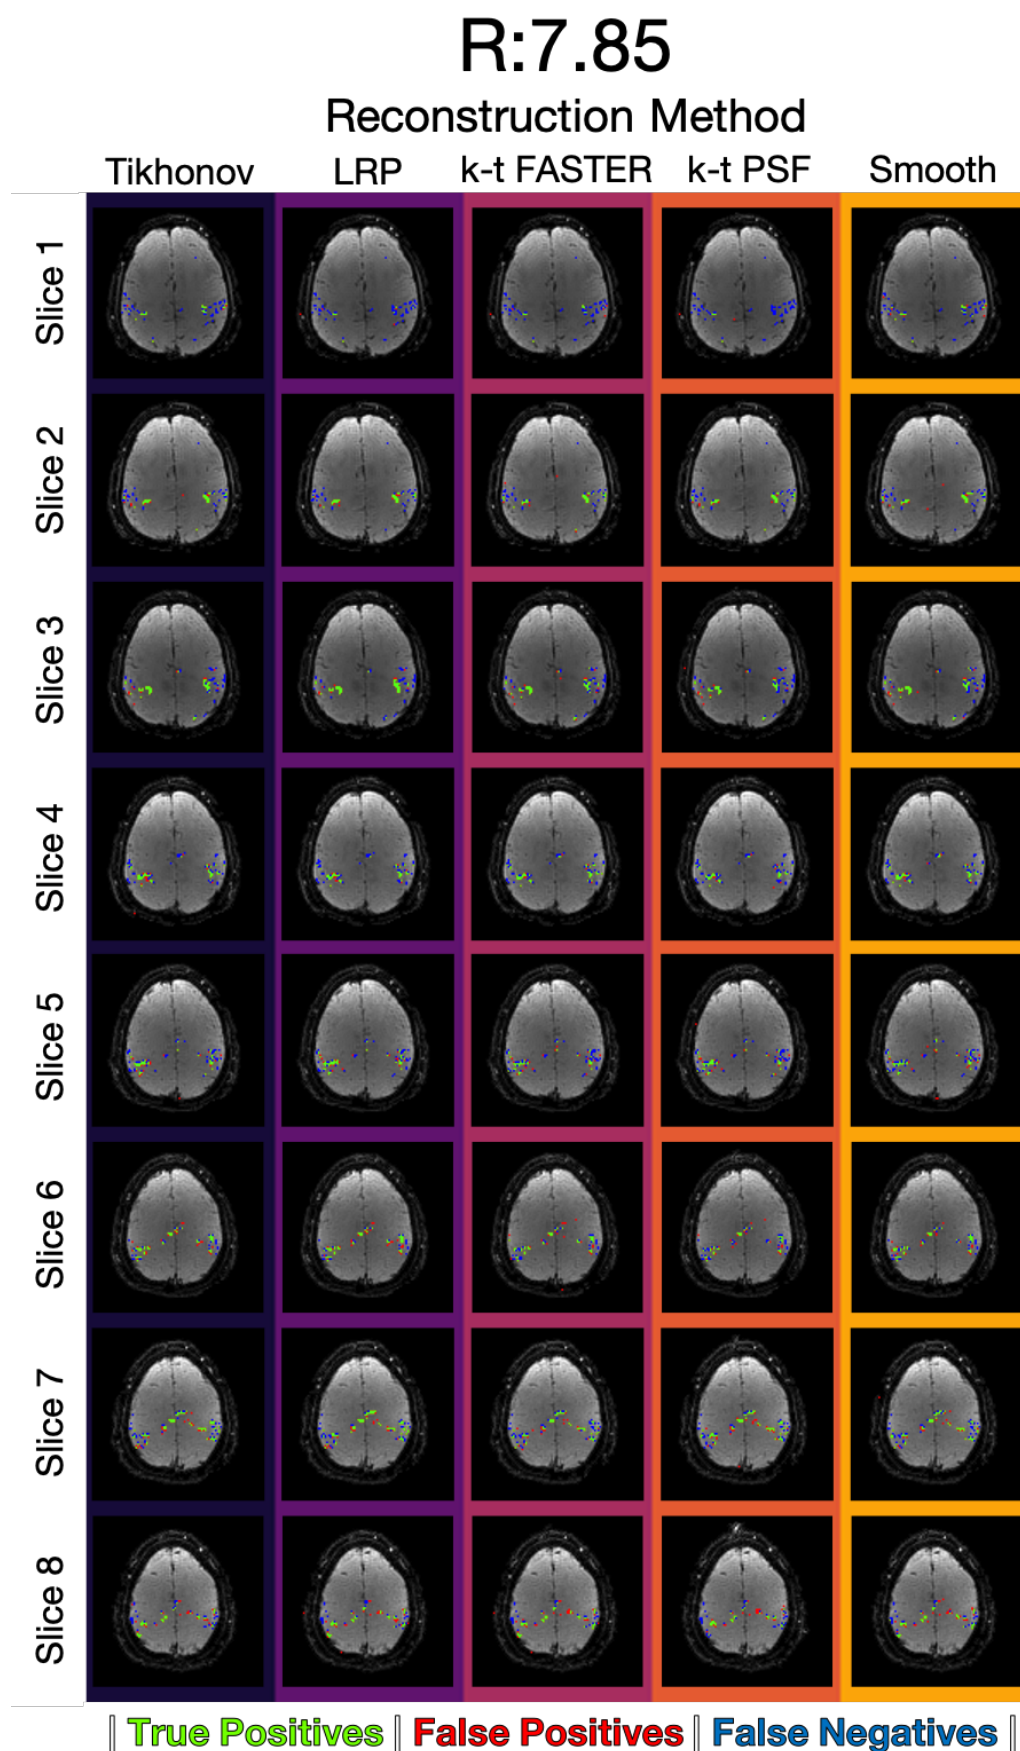 R:7.85
Reconstruction Method
Tikhonov LRP k-t FASTER k-t PSF Smooth
Slice 1
Slice 2
Slice 3
Slice 4
Slice 5
Slice 6
Slice 7
Slice 8
True Positives False Positives False Negatives